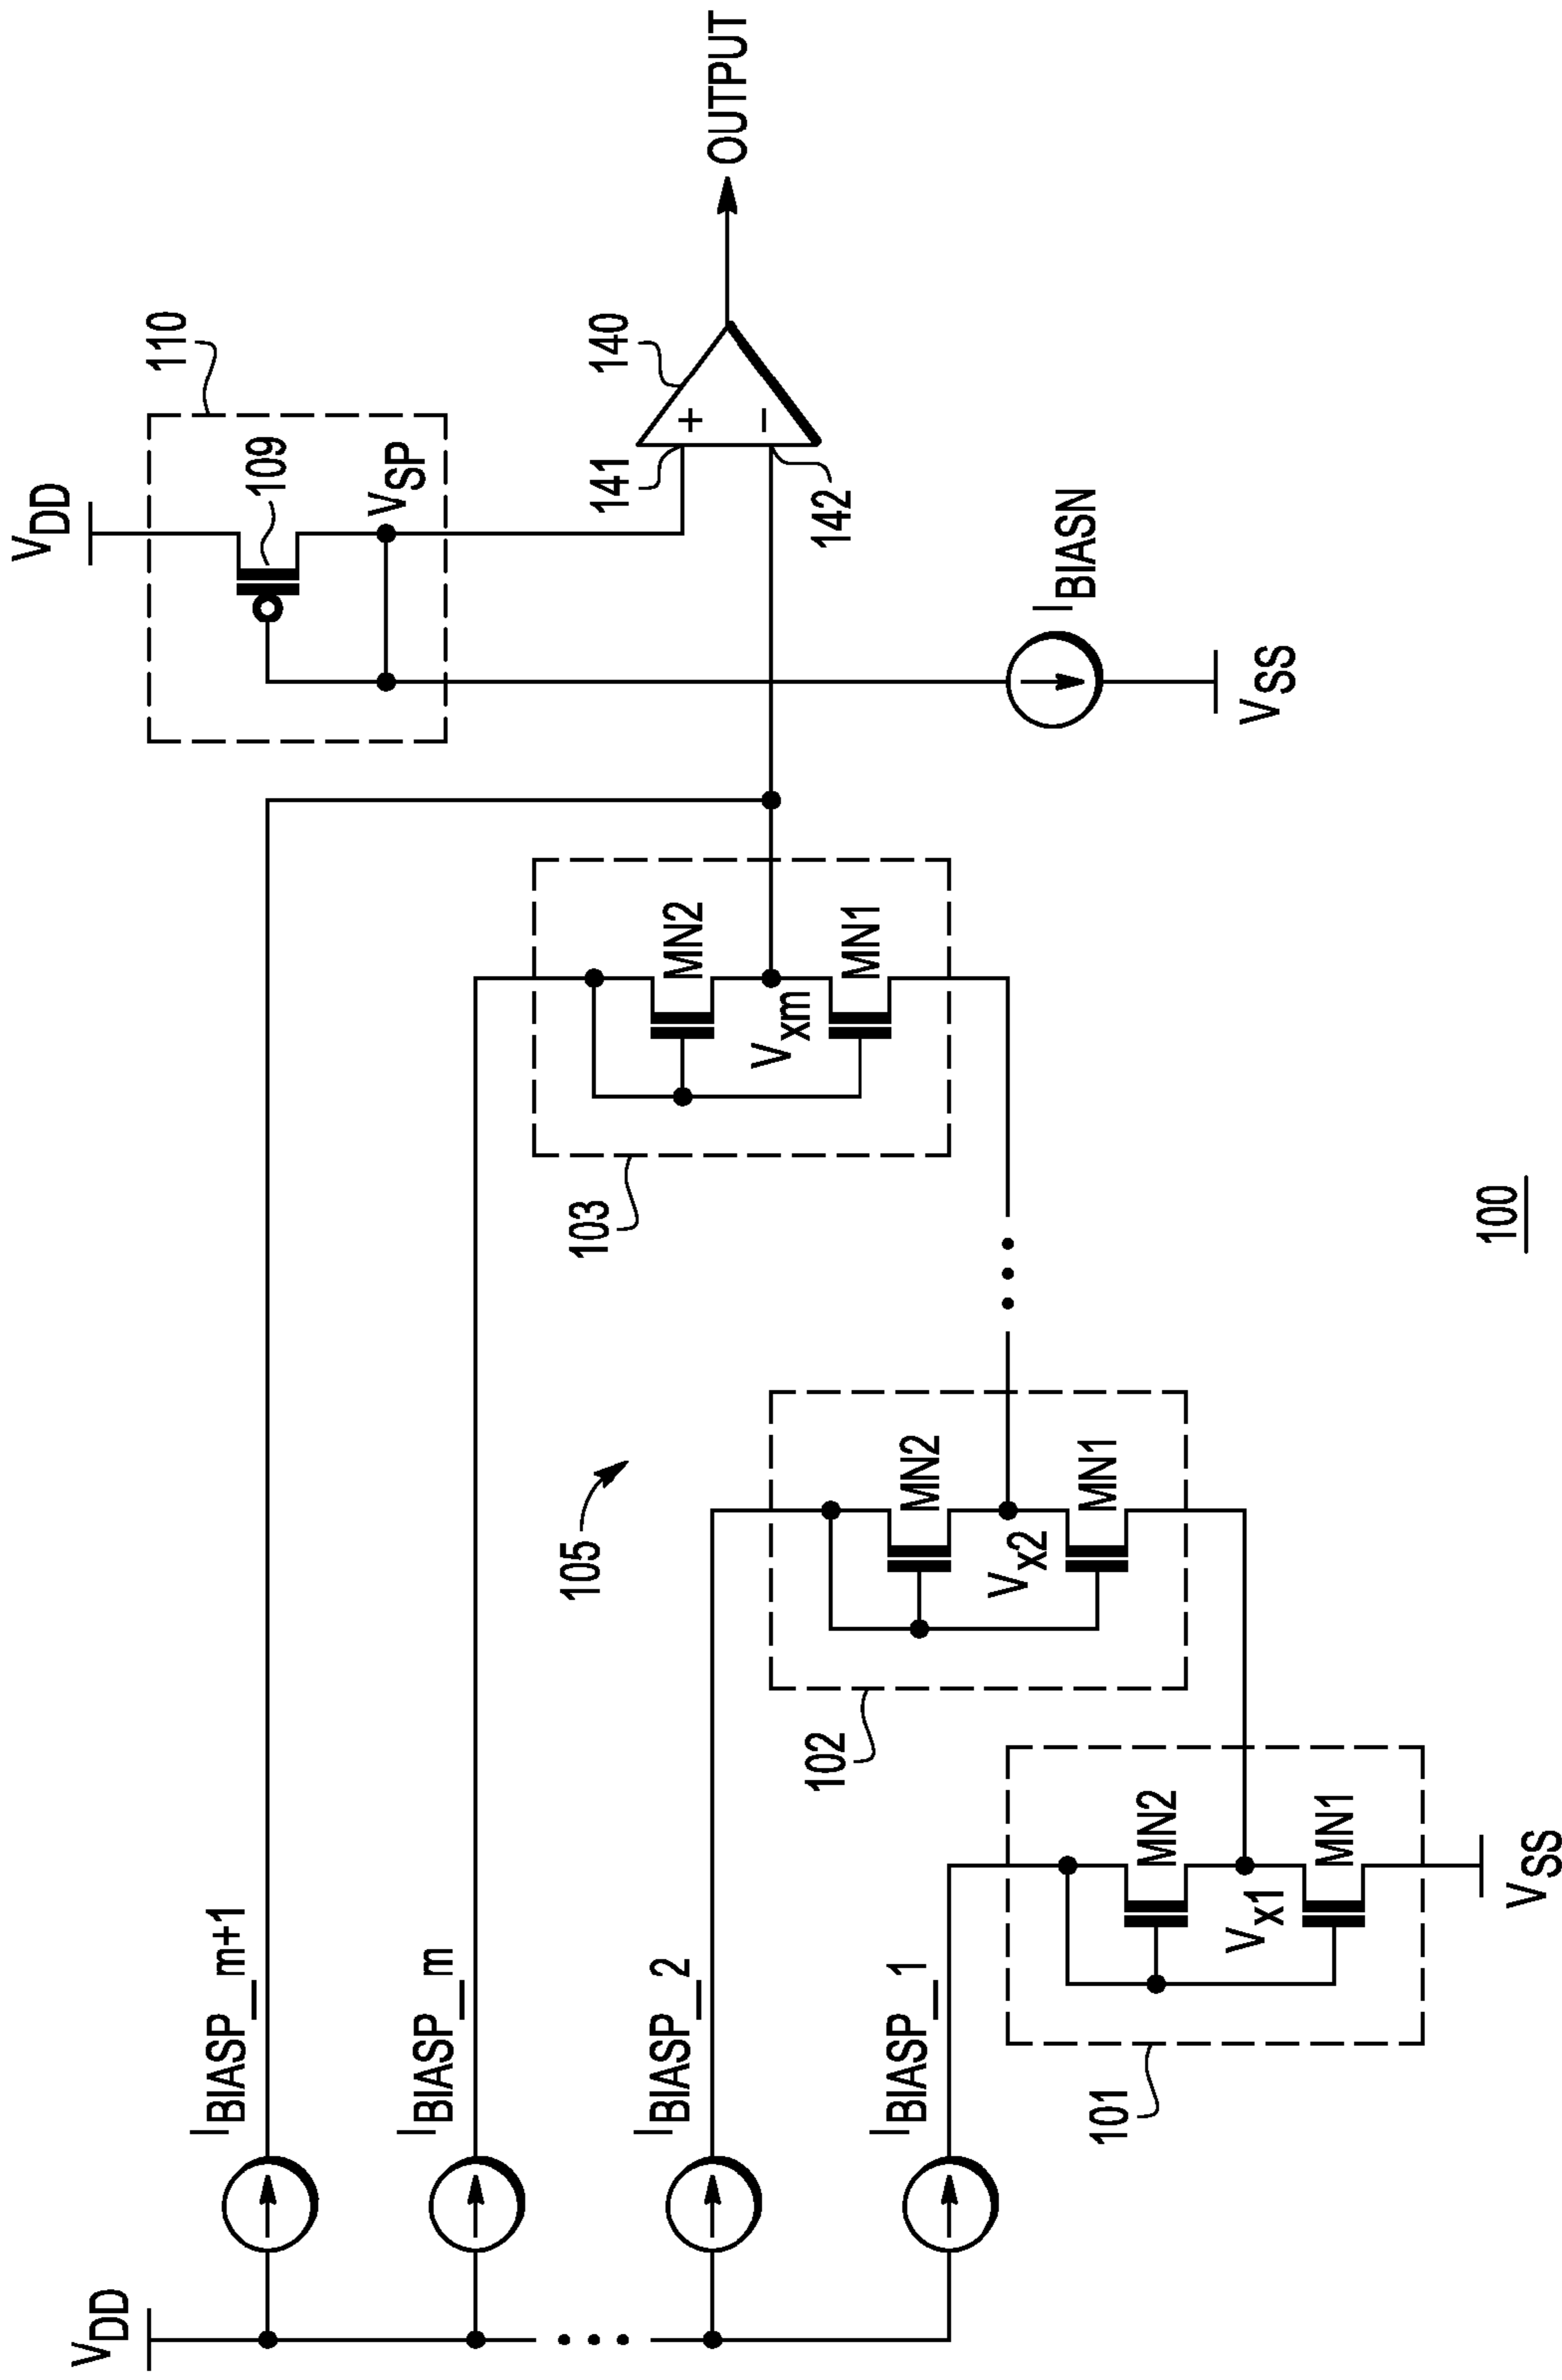 VDD
IBIASP_m+1
IBIASP_m
IBIASP_2
IBIASP_1
101
MN2
Vx1
MN1
VSS
102
MN2
Vx2
MN1
105
103
MN2
Vxm
MN1
VDD
110
109
VSP
IBIASN
VSS
141
142
140
+
−
OUTPUT
100